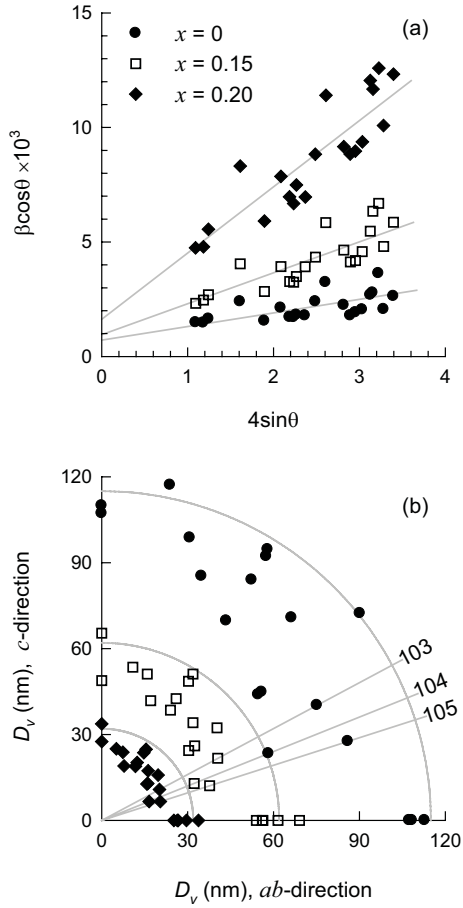 (a)
x = 0
x = 0.15
x = 0.20
15
10
5
0
βcosθ ×10³
0 1 2 3 4
4sinθ
(b)
120
90
60
30
0
D_v (nm), c-direction
103
104
105
0 30 60 90 120
D_v (nm), ab-direction